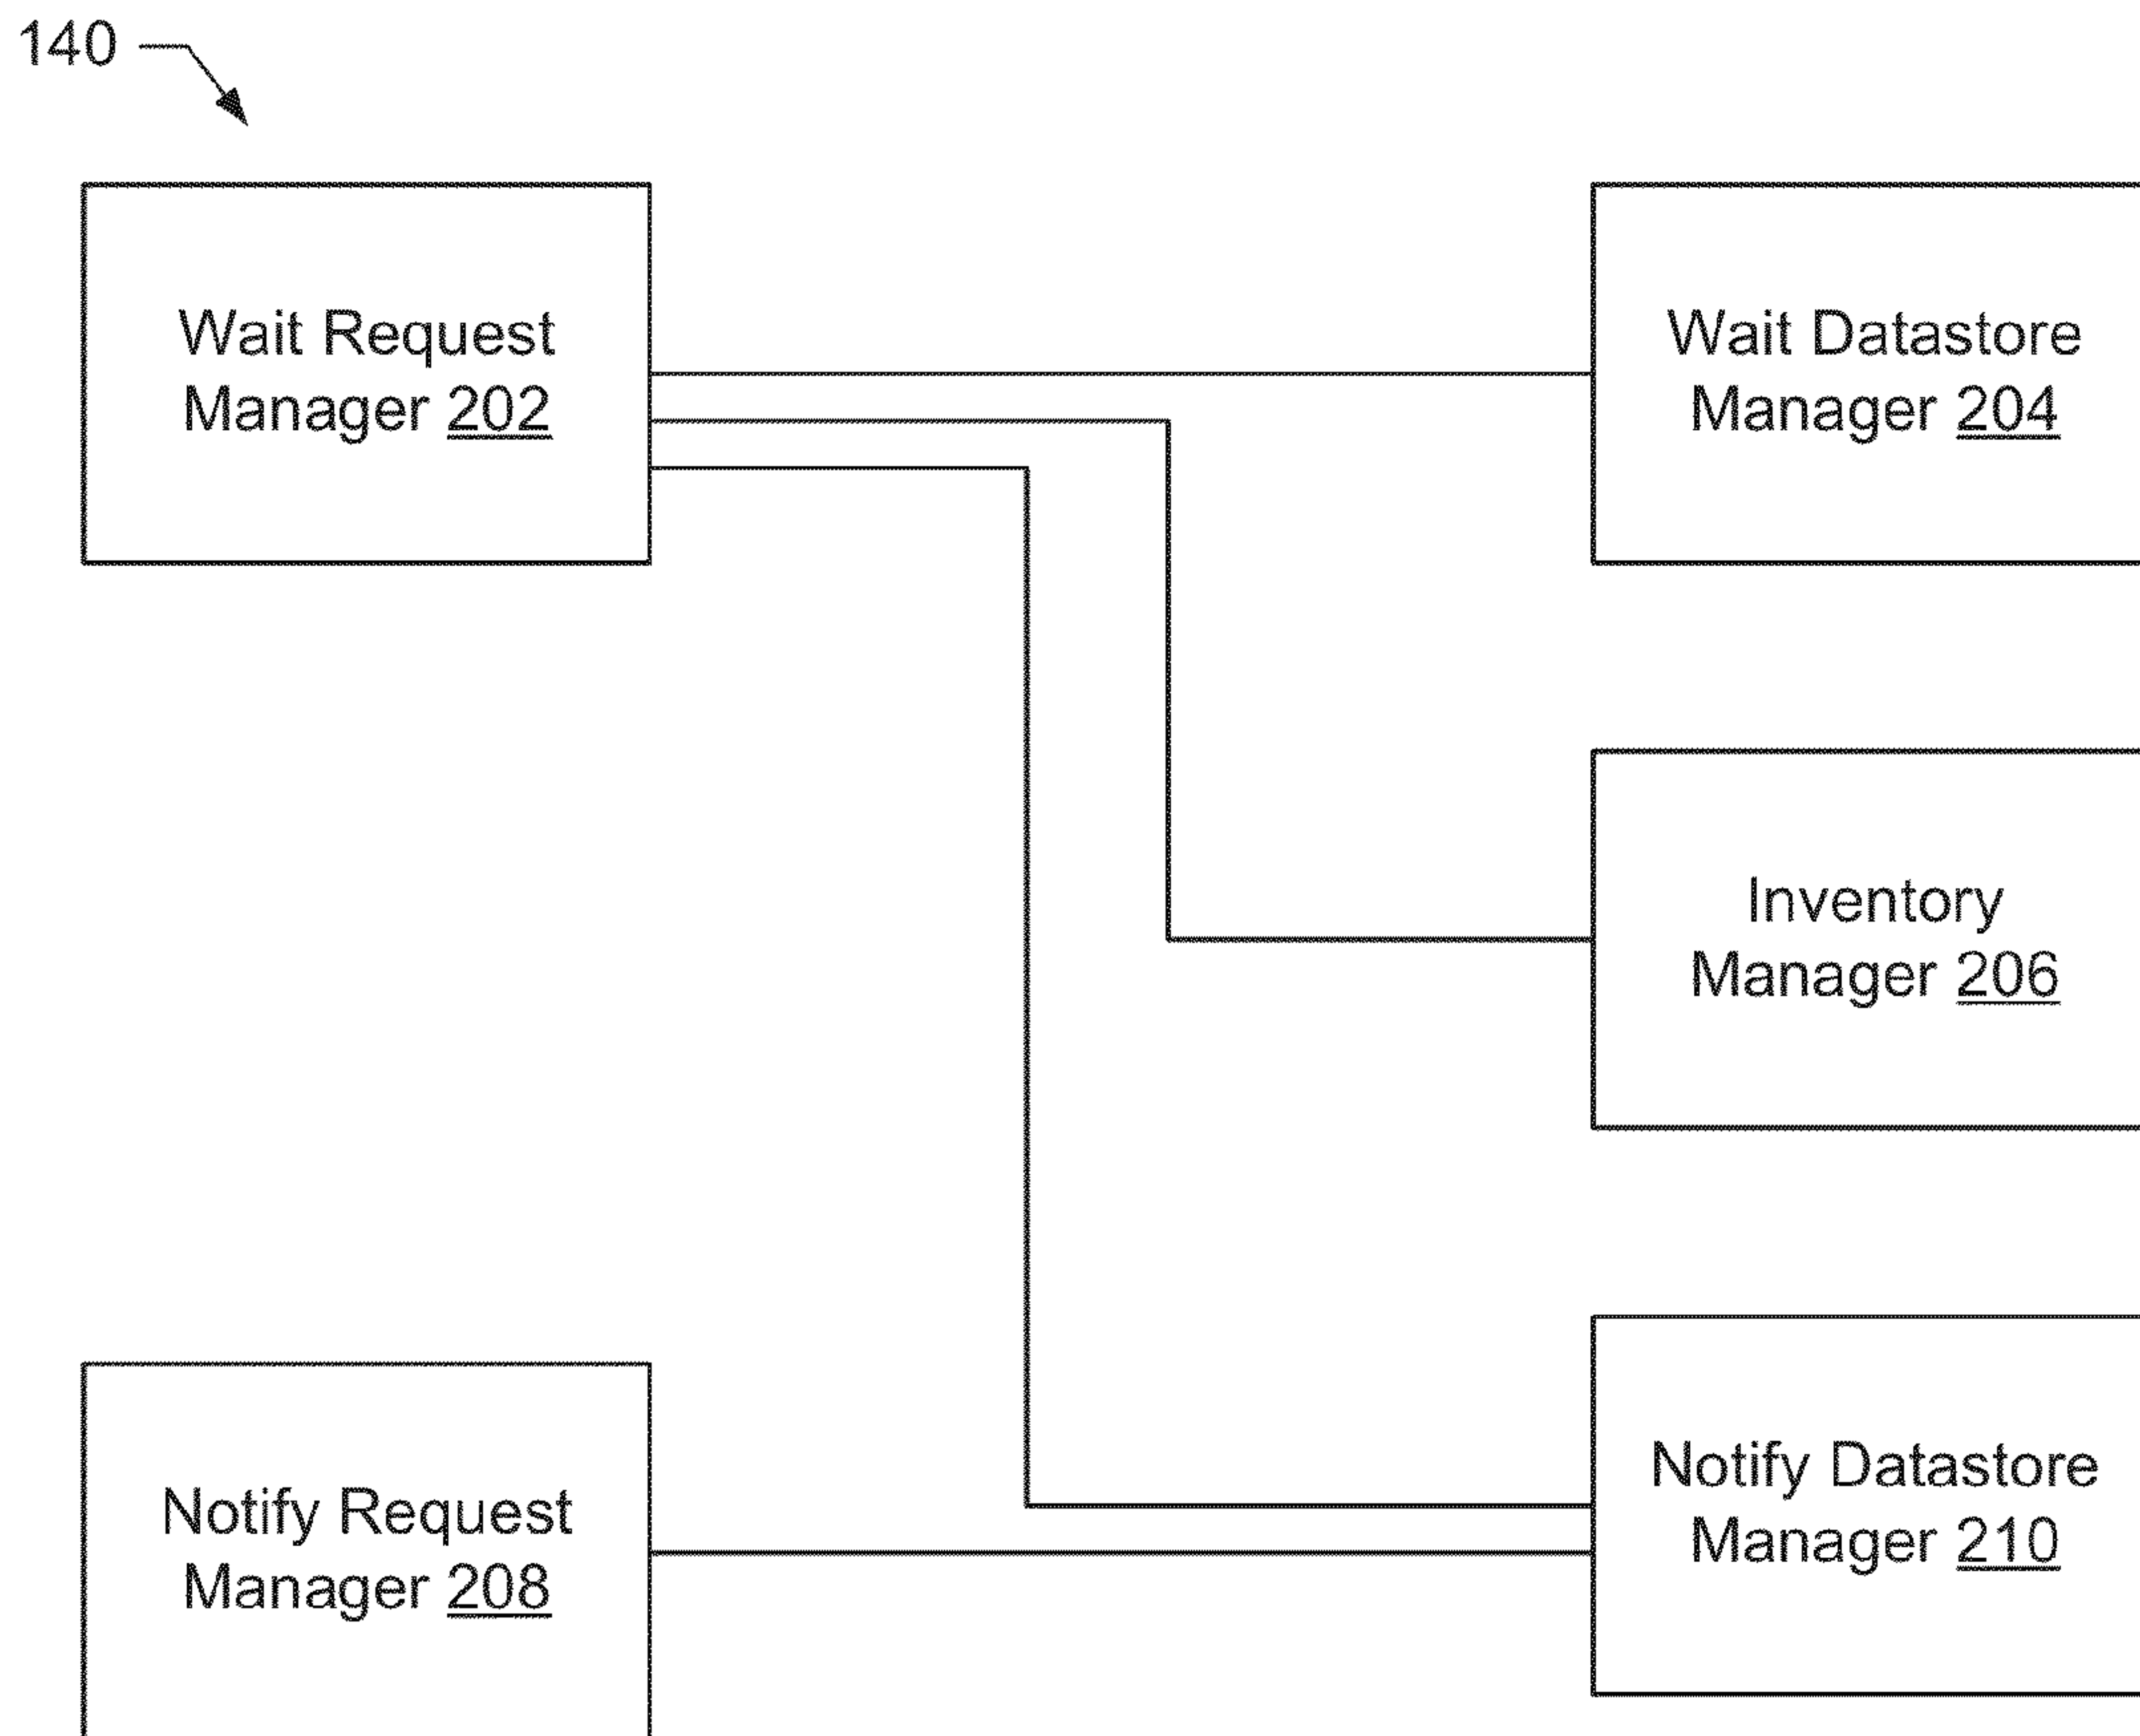 140
Wait Request
Manager 202
Wait Datastore
Manager 204
Inventory
Manager 206
Notify Request
Manager 208
Notify Datastore
Manager 210